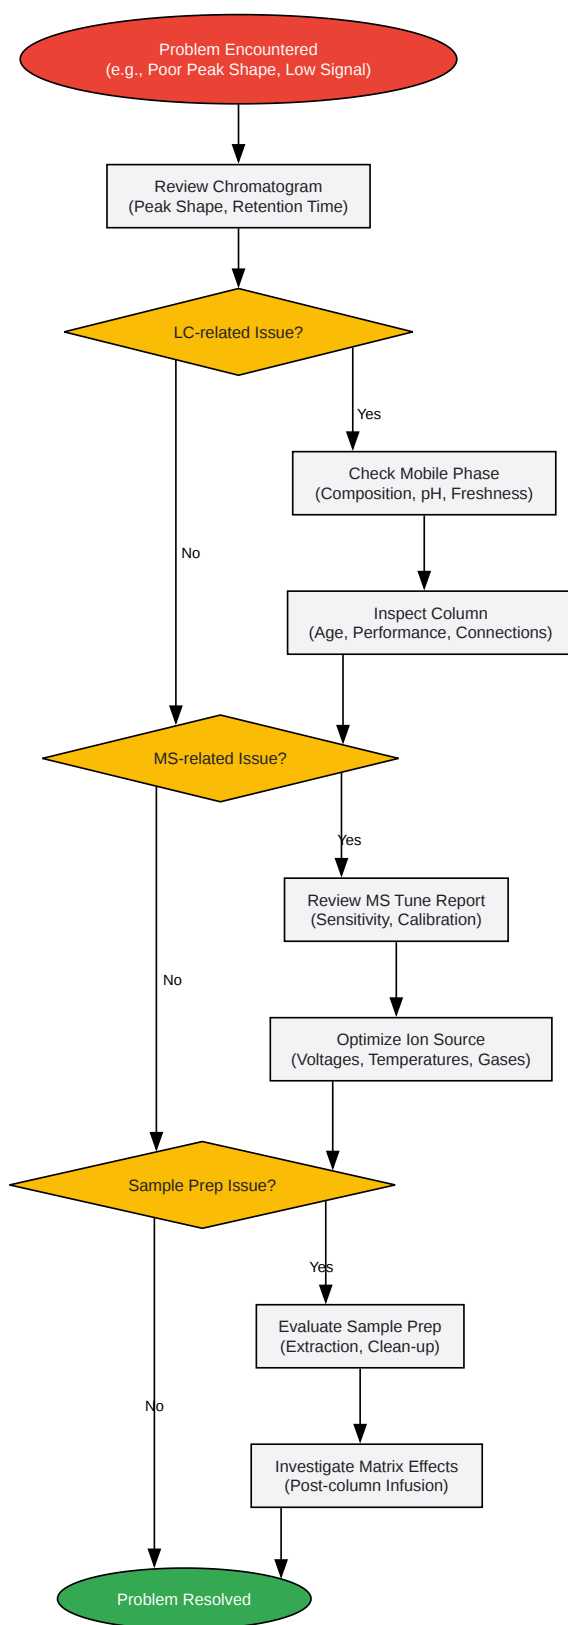 Problem Encountered
(e.g., Poor Peak Shape, Low Signal)
Review Chromatogram
(Peak Shape, Retention Time)
LC-related Issue?
Yes
Check Mobile Phase
(Composition, pH, Freshness)
No
Inspect Column
(Age, Performance, Connections)
MS-related Issue?
Yes
Review MS Tune Report
(Sensitivity, Calibration)
No
Optimize Ion Source
(Voltages, Temperatures, Gases)
Sample Prep Issue?
Yes
Evaluate Sample Prep
(Extraction, Clean-up)
No
Investigate Matrix Effects
(Post-column Infusion)
Problem Resolved